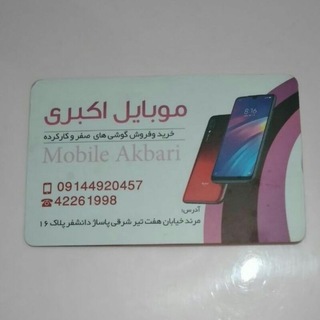 موبایل اکبری
خرید وفروش گوشی های صفر و کارکرده
Mobile Akbari
09144920457
42261998
آدرس:
مرند خیابان هفت تیر شرقی پاساژ دانشفر پلاک ۱۶